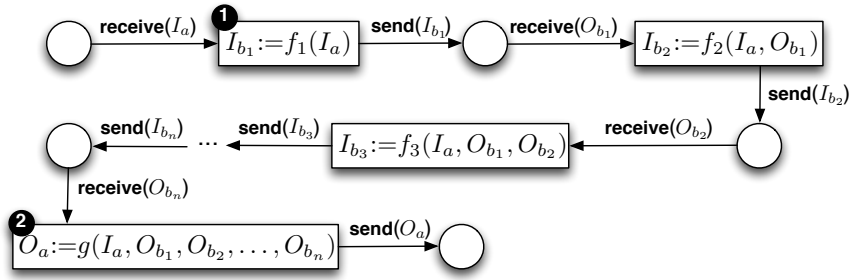 1
receive(I_a) I_{b_1}:=f_1(I_a) send(I_{b_1}) receive(O_{b_1}) I_{b_2}:=f_2(I_a, O_{b_1})
send(I_{b_2})
send(I_{b_n}) ... send(I_{b_3}) I_{b_3}:=f_3(I_a, O_{b_1}, O_{b_2}) receive(O_{b_2})
receive(O_{b_n})
2
O_a:=g(I_a, O_{b_1}, O_{b_2}, ..., O_{b_n}) send(O_a)